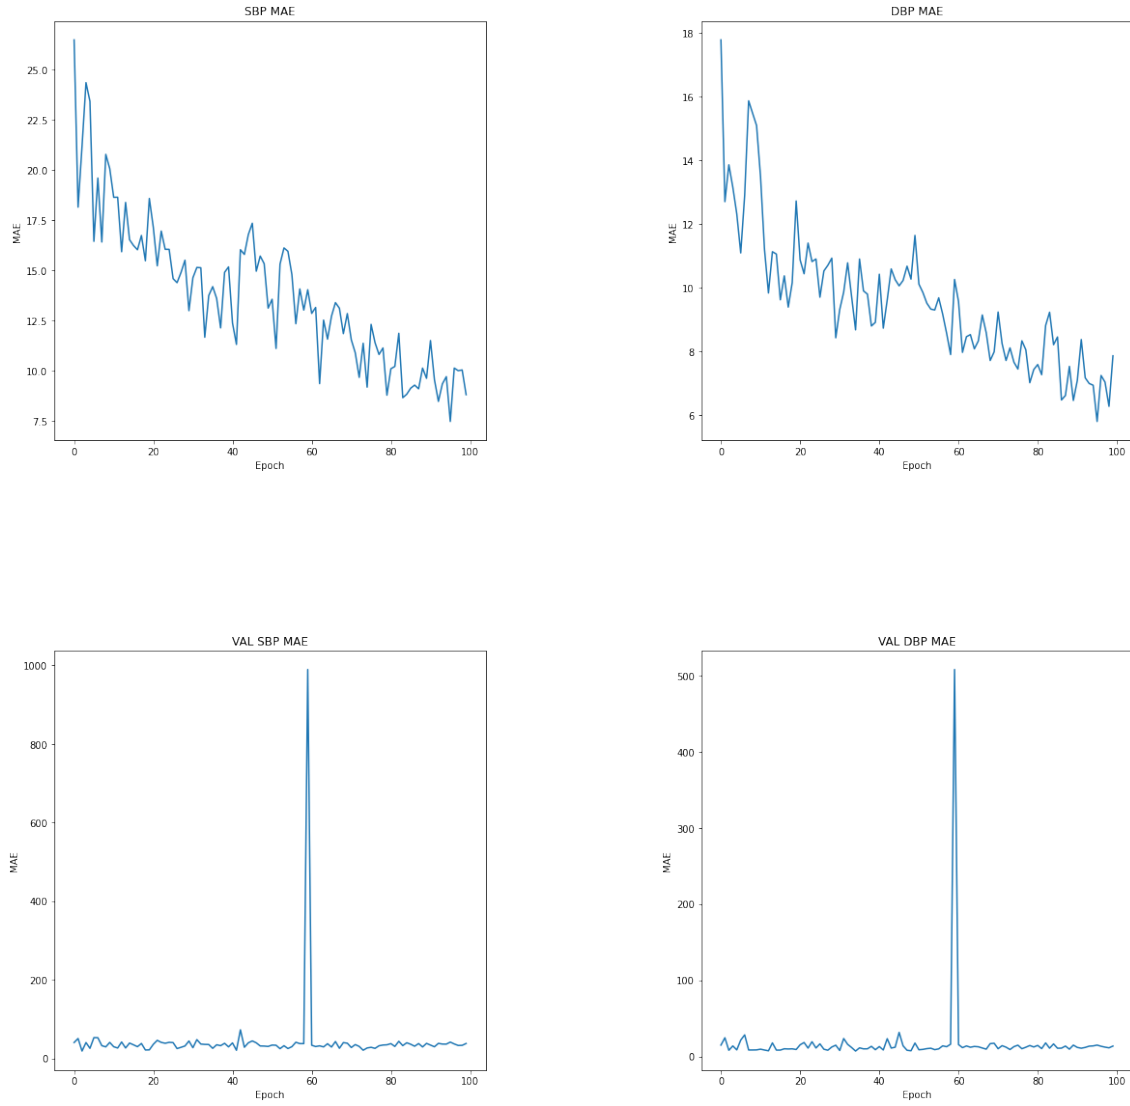 SBP MAE
25.0
22.5
20.0
17.5
15.0
12.5
10.0
7.5
MAE
0 20 40 60 80 100
Epoch
DBP MAE
18
16
14
12
10
8
6
MAE
0 20 40 60 80 100
Epoch
VAL SBP MAE
1000
800
600
400
200
0
MAE
0 20 40 60 80 100
Epoch
VAL DBP MAE
500
400
300
200
100
0
MAE
0 20 40 60 80 100
Epoch